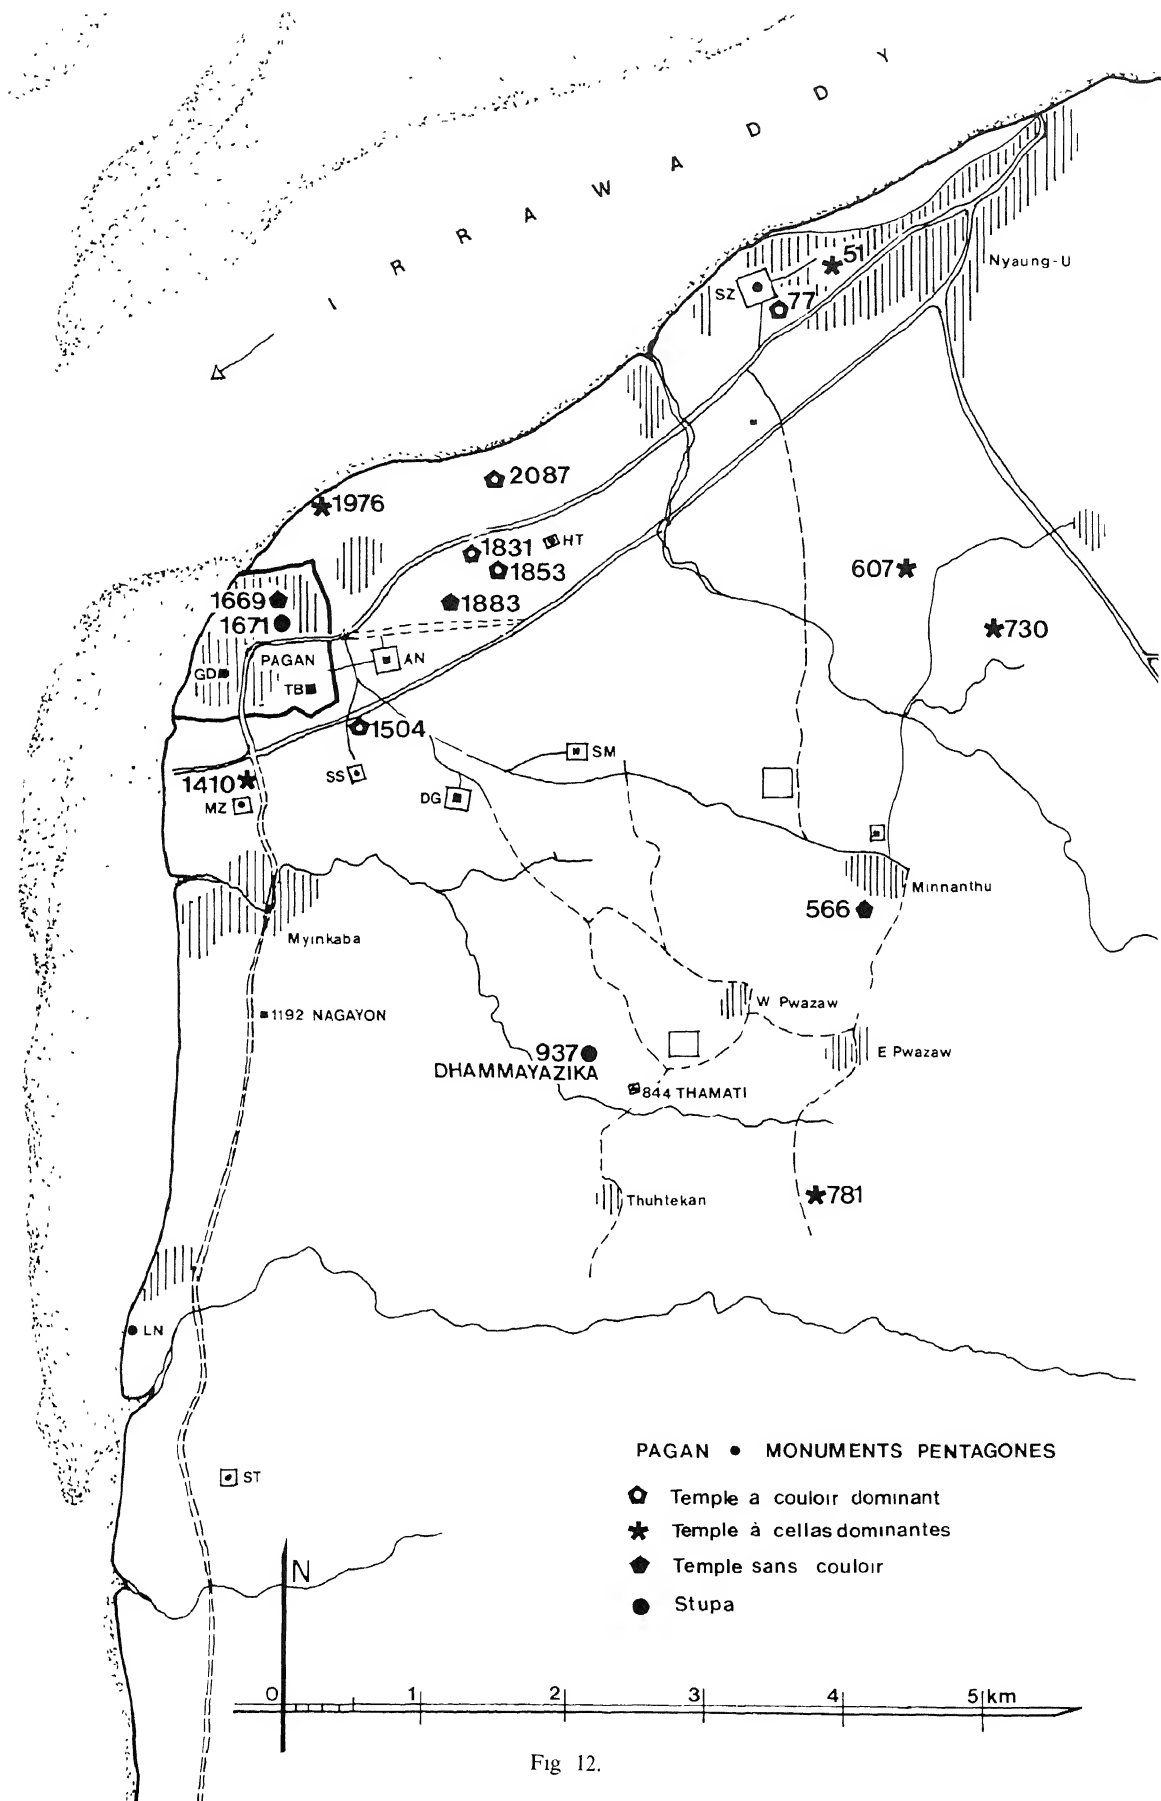 IRRAWADDY
51
Nyaung-U
SZ
77
2087
1976
1831
HT
1853
607
1669
1883
1671
730
PAGAN
AN
GD
TB
1504
SM
SS
1410
DG
MZ
Minnanthu
566
Myinkaba
W Pwazaw
1192 NAGAYON
937
E Pwazaw
DHAMMAYAZIKA
844 THAMATI
781
Thuhtekan
LN
PAGAN • MONUMENTS PENTAGONES
ST
Temple a couloir dominant
Temple à cellas dominantes
Temple sans couloir
N
Stupa
0 1 2 3 4 5 km
Fig 12.